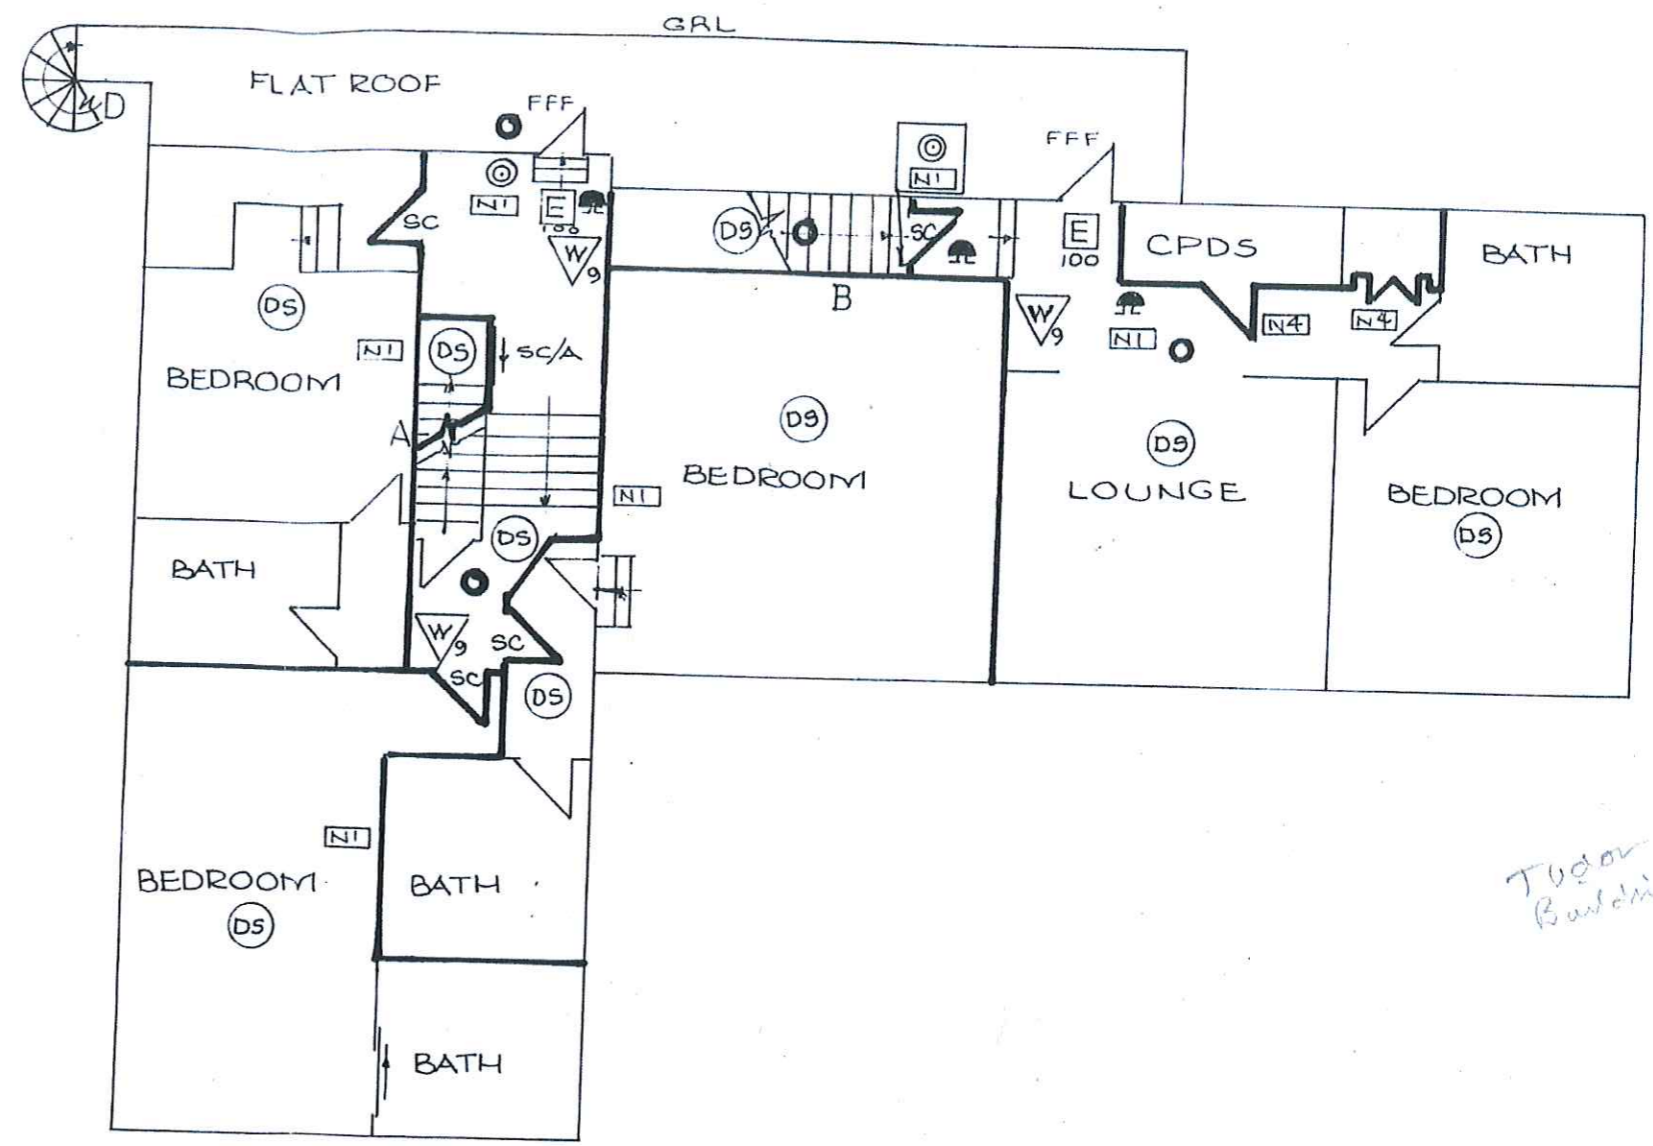 GRL
FLAT ROOF
D
FFF
FFF
N1
N1
E
100
SC
W
9
DS
SC
E
100
CPDS
BATH
DS
B
W
9
N1
N4
N4
N1
DS
SC/A
BEDROOM
A
DS
BEDROOM
DS
LOUNGE
BEDROOM
DS
N1
DS
BATH
W
9
SC
SC
DS
N1
BEDROOM
DS
BATH
BATH
Tudor